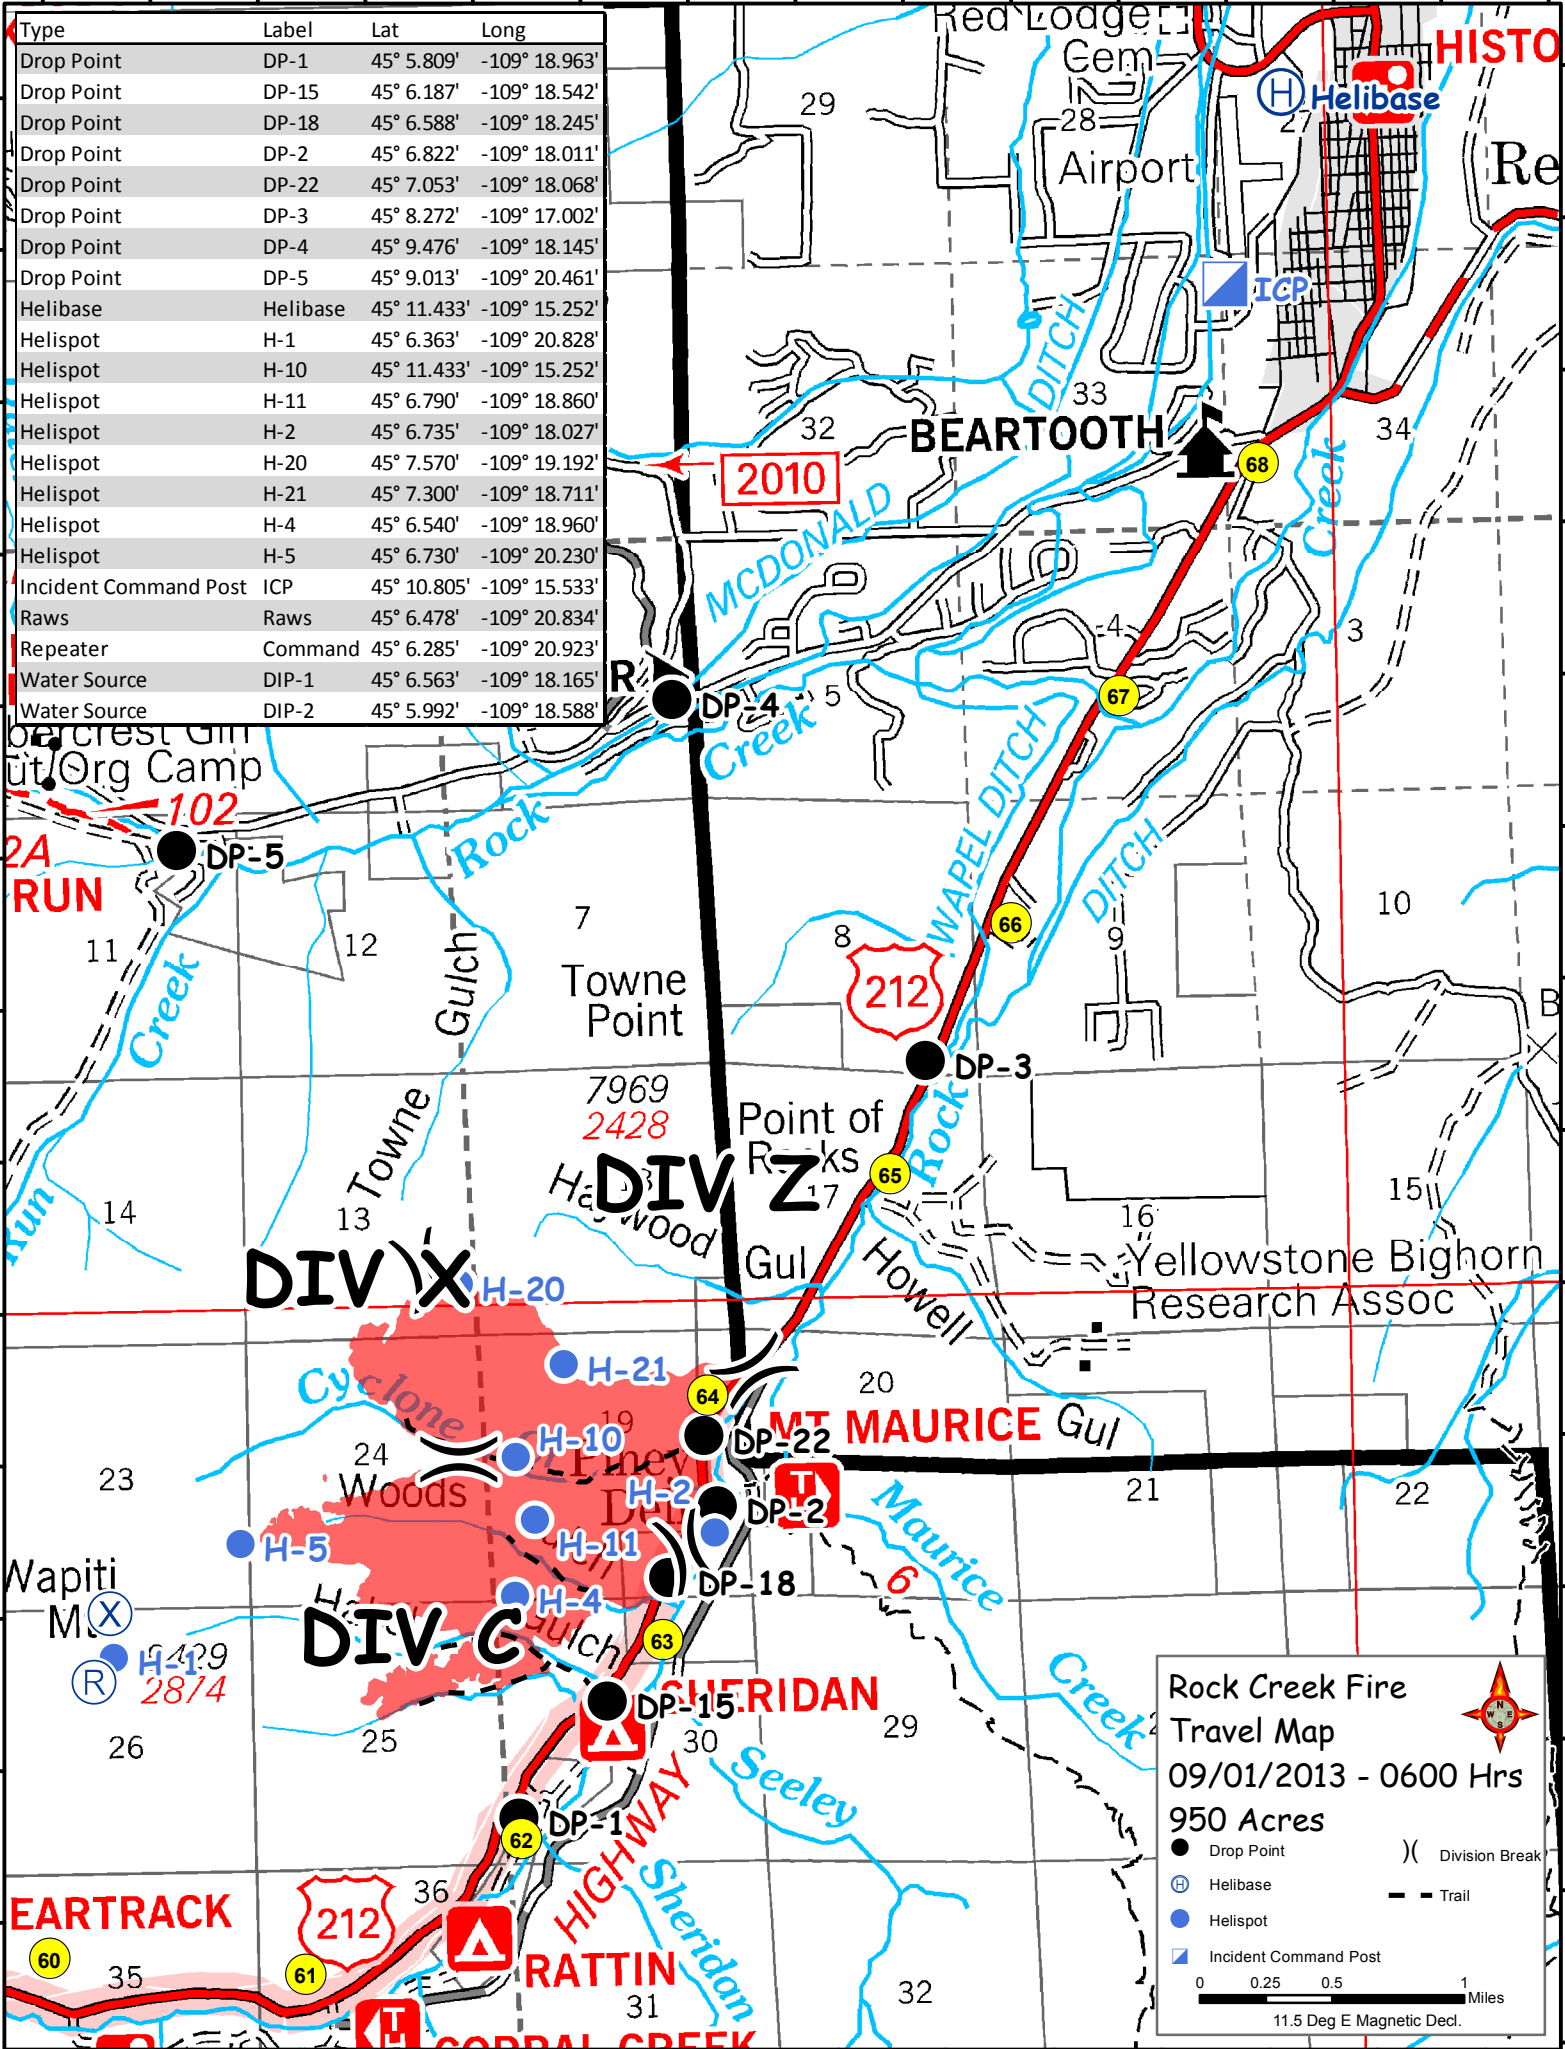 Type Label Lat Long
Drop Point DP-1 45° 5.809' -109° 18.963'
Drop Point DP-15 45° 6.187' -109° 18.542'
Drop Point DP-18 45° 6.588' -109° 18.245'
Drop Point DP-2 45° 6.822' -109° 18.011'
Drop Point DP-22 45° 7.053' -109° 18.068'
Drop Point DP-3 45° 8.272' -109° 17.002'
Drop Point DP-4 45° 9.476' -109° 18.145'
Drop Point DP-5 45° 9.013' -109° 20.461'
Helibase Helibase 45° 11.433' -109° 15.252'
Helispot H-1 45° 6.363' -109° 20.828'
Helispot H-10 45° 11.433' -109° 15.252'
Helispot H-11 45° 6.790' -109° 18.860'
Helispot H-2 45° 6.735' -109° 18.027'
Helispot H-20 45° 7.570' -109° 19.192'
Helispot H-21 45° 7.300' -109° 18.711'
Helispot H-4 45° 6.540' -109° 18.960'
Helispot H-5 45° 6.730' -109° 20.230'
Incident Command Post ICP 45° 10.805' -109° 15.533'
Raws Raws 45° 6.478' -109° 20.834'
Repeater Command 45° 6.285' -109° 20.923'
Water Source DIP-1 45° 6.563' -109° 18.165'
Water Source DIP-2 45° 5.992' -109° 18.588'
Red Lodge
Cem
HISTO
H Helibase
29
28
27
Airport
Re
ICP
DITCH
33
32
34
BEARTOOTH
68
2010
Creek
MCDONALD
4
3
R
DP-4
5
67
Creek
ut/Org Camp
102
WAPEL DITCH
Rock
DITCH
2A
DP-5
RUN
10
7
8
66
9
11
12
Gulch
Towne
Point
212
Creek
B
DP-3
7969
2428
Towne
Point of
Rocks
Rock
65
DIV Z
17
Haywood
Gul
14
13
15
16
Run
DIV X
H-20
Howell
Yellowstone Bighorn
Research Assoc
H-21
20
Cyclone
64
19
MT MAURICE
Gul
DP-22
H-10
24
Piney
23
Woods
T
21
22
H-2
DP-2
Maurice
H-11
H-5
Wapiti
DP-18
6
X
H-4
DIV C
Gulch
63
H-1
R
2874
SHERIDAN
DP-15
Creek
25
26
30
29
Seeley
DP-1
62
HIGHWAY
36
Sheridan
EARTRACK
212
60
61
35
RATTIN
31
32
T
CORRAL CREEK
Rock Creek Fire
Travel Map
N
W E
S
09/01/2013 - 0600 Hrs
950 Acres
Drop Point )( Division Break
H Helibase Trail
Helispot
Incident Command Post
0 0.25 0.5 1
Miles
11.5 Deg E Magnetic Decl.